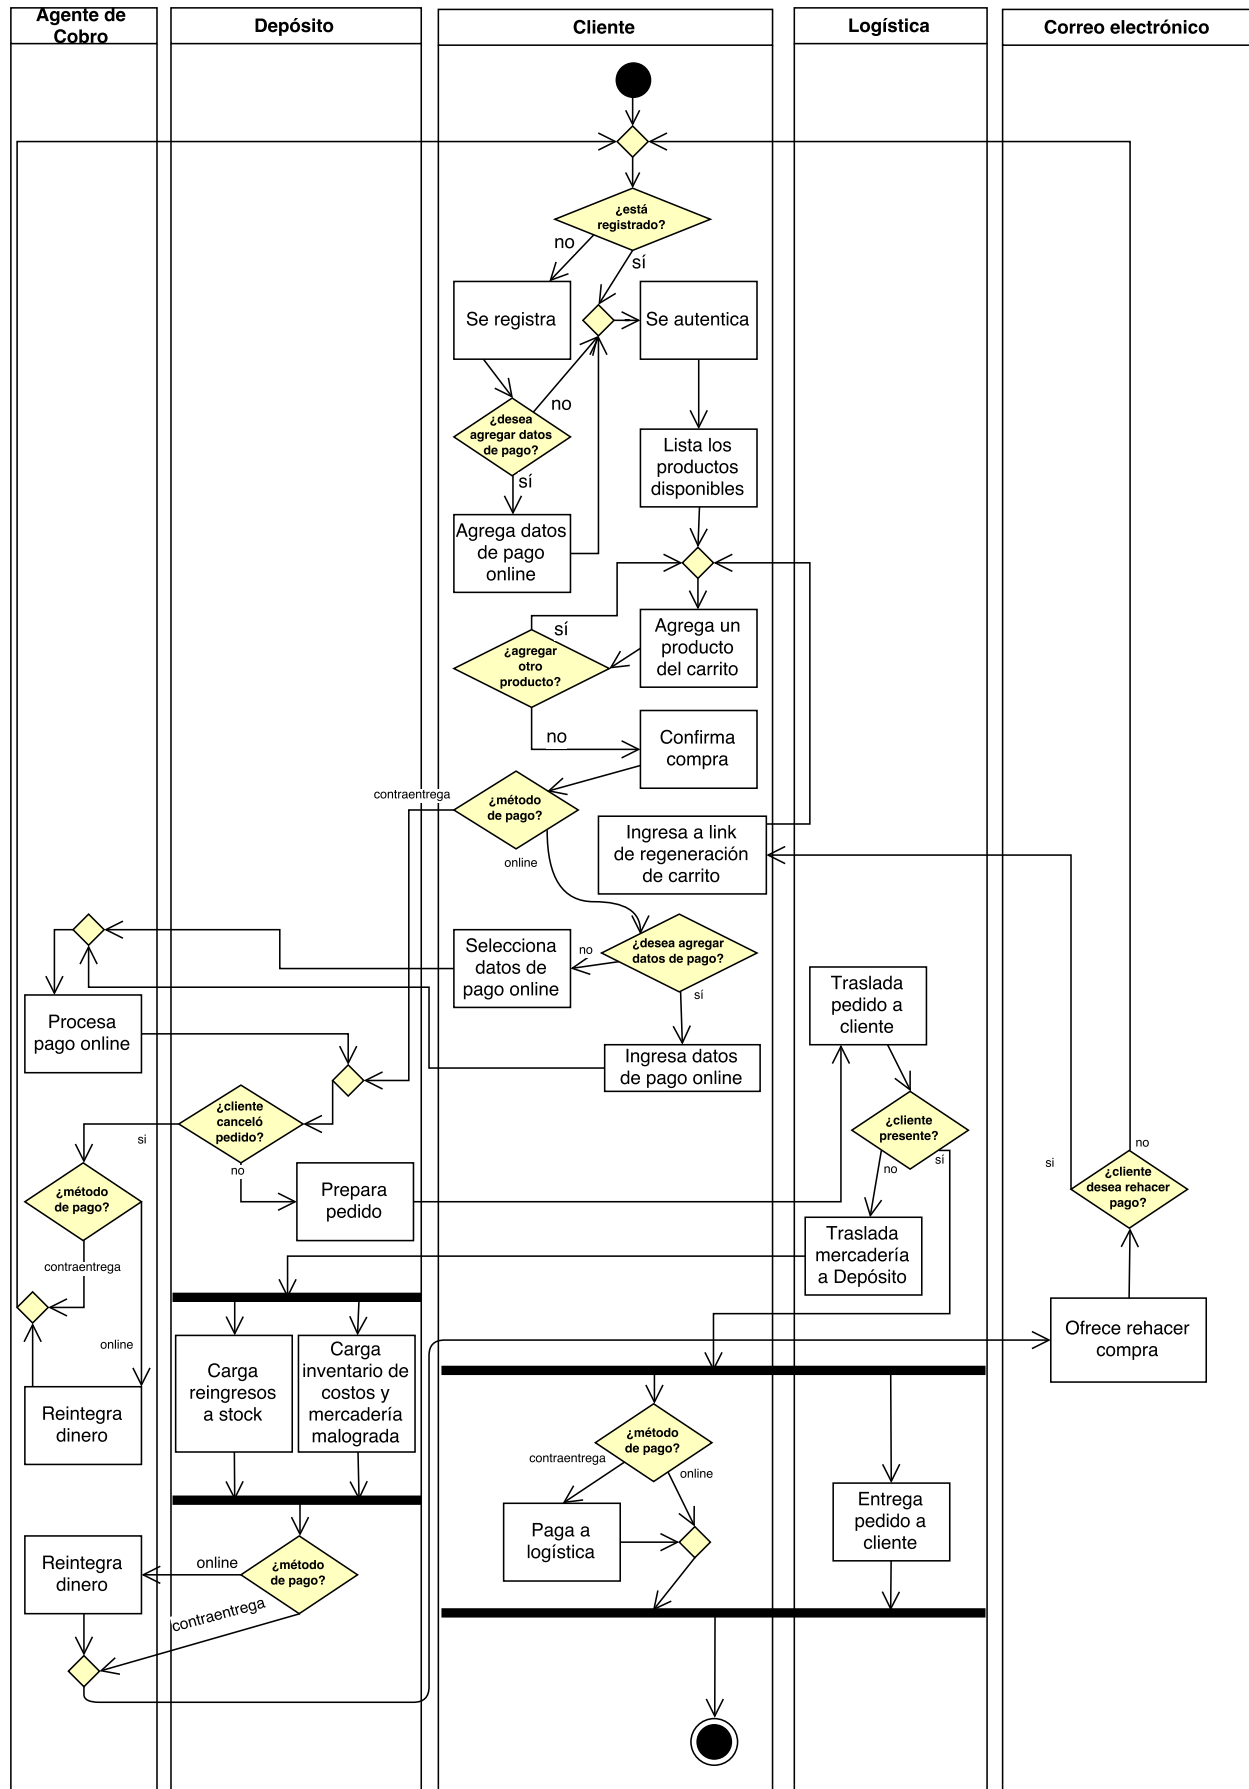 Agente de
Cobro
Depósito
Cliente
Logística
Correo electrónico
¿está
registrado?
no
sí
Se registra
Se autentica
no
¿desea
agregar datos
de pago?
sí
Lista los
productos
disponibles
Agrega datos
de pago
online
sí
Agrega un
producto
del carrito
¿agregar
otro
producto?
no
Confirma
compra
contraentrega
¿método
de pago?
online
Ingresa a link
de regeneración
de carrito
Selecciona
datos de
pago online
no
¿desea agregar
datos de pago?
sí
Traslada
pedido a
cliente
Procesa
pago online
Ingresa datos
de pago online
¿cliente
canceló
pedido?
si
no
¿cliente
presente?
no
sí
no
si
¿cliente
desea rehacer
pago?
¿método
de pago?
Prepara
pedido
contraentrega
Traslada
mercadería
a Depósito
online
Ofrece rehacer
compra
Carga
reingresos
a stock
Carga
inventario de
costos y
mercadería
malograda
Reintegra
dinero
¿método
de pago?
contraentrega
online
Paga a
logística
Entrega
pedido a
cliente
Reintegra
dinero
online
¿método
de pago?
contraentrega